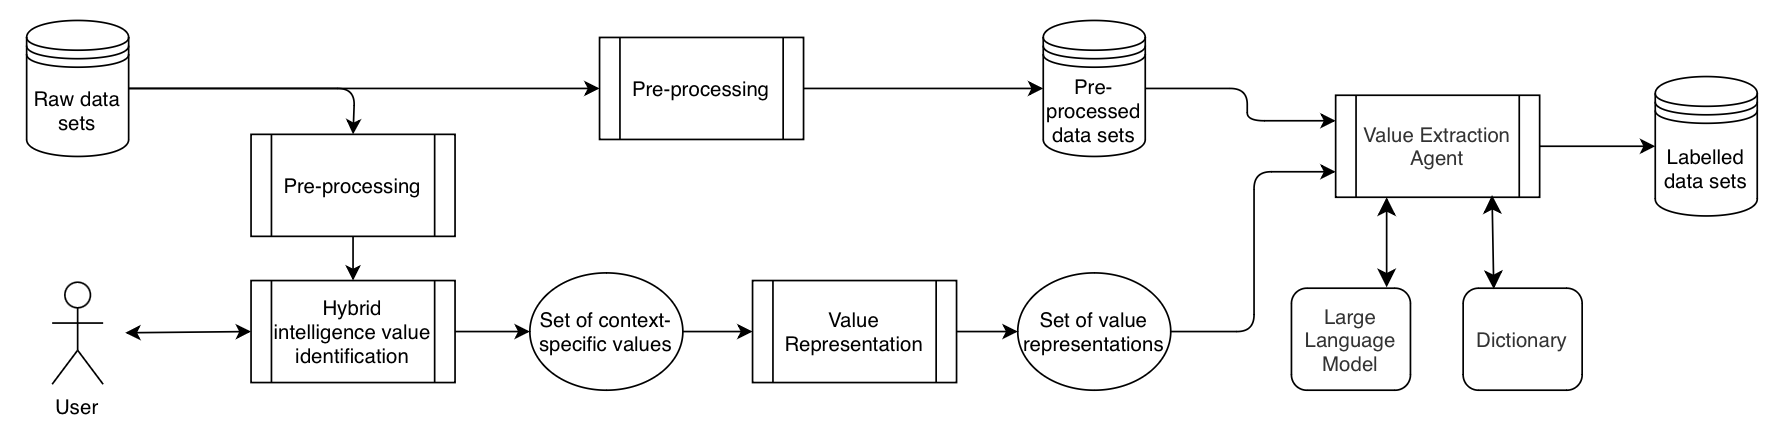 Raw data
sets
Pre-processing
Pre-
processed
data sets
Value Extraction
Agent
Labelled
data sets
Pre-processing
User
Hybrid
intelligence value
identification
Set of context-
specific values
Value
Representation
Set of value
representations
Large
Language
Model
Dictionary